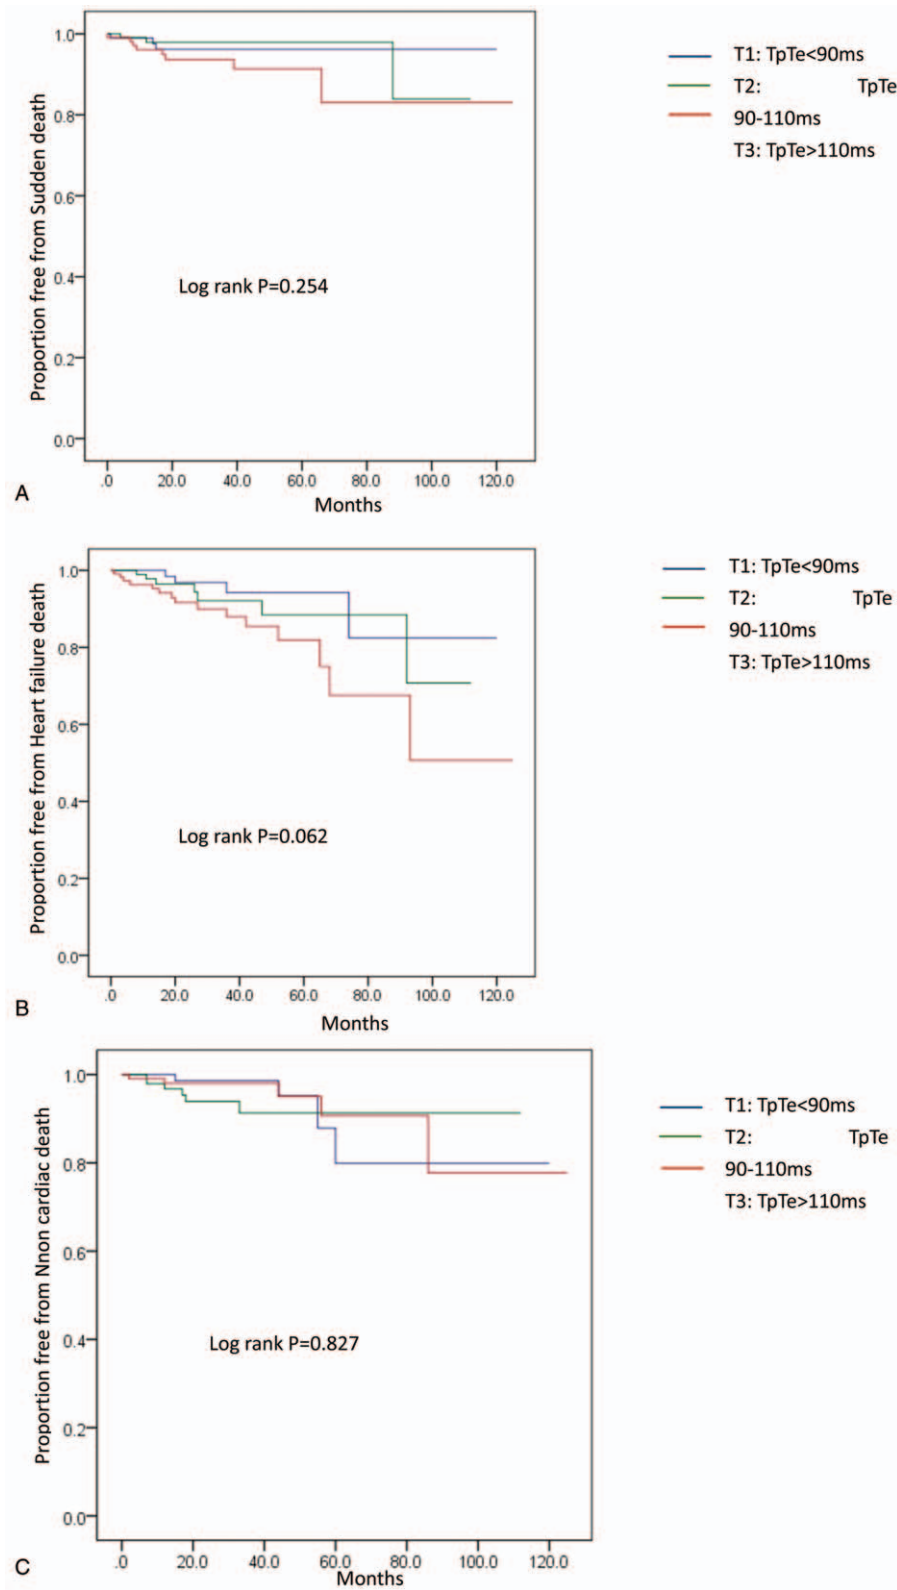 Proportion free from Sudden death
1.0
0.8
0.6
0.4
0.2
0.0
Log rank P=0.254
.0 20.0 40.0 60.0 80.0 100.0 120.0
Months
A
T1: TpTe<90ms
T2: TpTe
90-110ms
T3: TpTe>110ms
Proportion free from Heart failure death
1.0
0.8
0.6
0.4
0.2
0.0
Log rank P=0.062
.0 20.0 40.0 60.0 80.0 100.0 120.0
Months
B
T1: TpTe<90ms
T2: TpTe
90-110ms
T3: TpTe>110ms
Proportion free from Nnon cardiac death
1.0
0.8
0.6
0.4
0.2
0.0
Log rank P=0.827
.0 20.0 40.0 60.0 80.0 100.0 120.0
Months
C
T1: TpTe<90ms
T2: TpTe
90-110ms
T3: TpTe>110ms